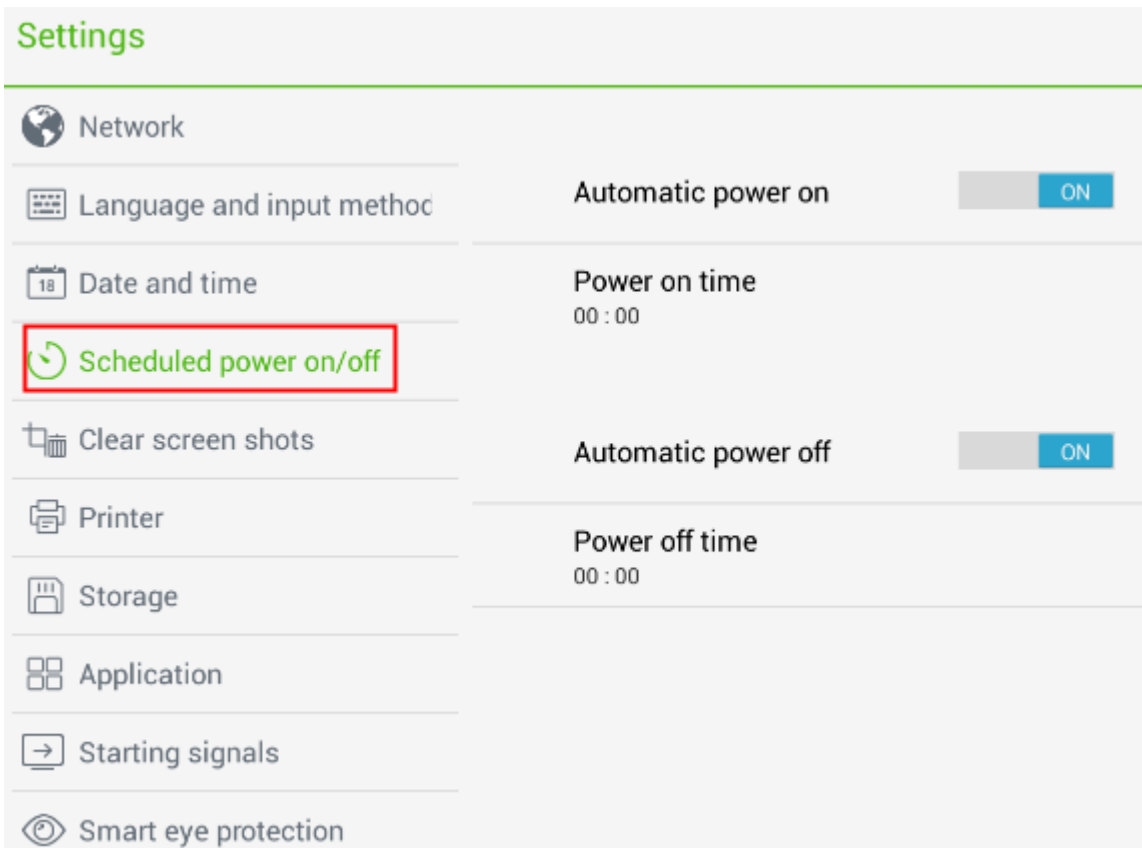 Settings
Network
Language and input method
18
Date and time
Scheduled power on/off
Clear screen shots
Printer
Storage
Application
Starting signals
Smart eye protection
Automatic power on
ON
Power on time
00 : 00
Automatic power off
ON
Power off time
00 : 00